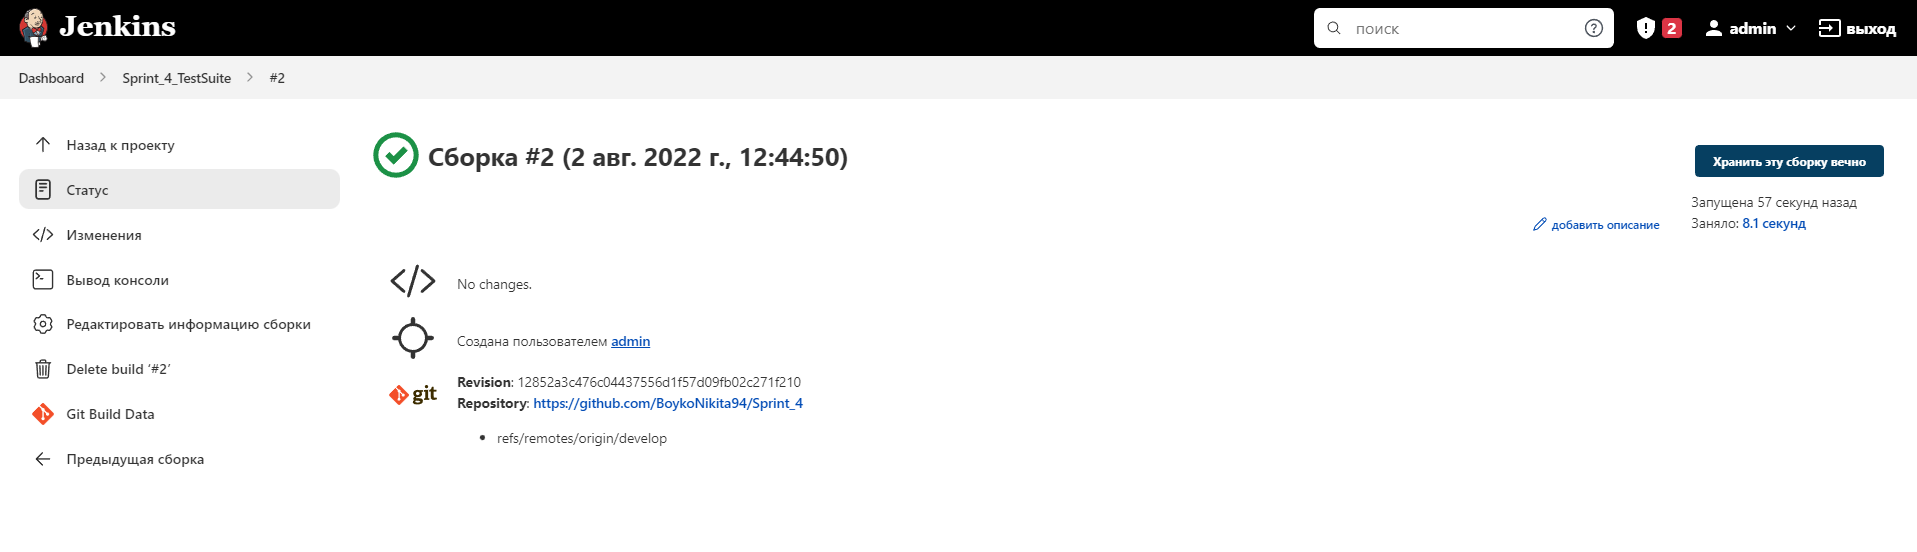 Jenkins
поиск
2
admin
выход
Dashboard
Sprint_4_TestSuite
#2
Назад к проекту
Статус
Изменения
Вывод консоли
Редактировать информацию сборки
Delete build ‘#2’
Git Build Data
Предыдущая сборка
Сборка #2 (2 авг. 2022 г., 12:44:50)
Хранить эту сборку вечно
Запущена 57 секунд назад
Заняло: 8.1 секунд
добавить описание
No changes.
Создана пользователем admin
git
Revision: 12852a3c476c04437556d1f57d09fb02c271f210
Repository: https://github.com/BoykoNikita94/Sprint_4
refs/remotes/origin/develop